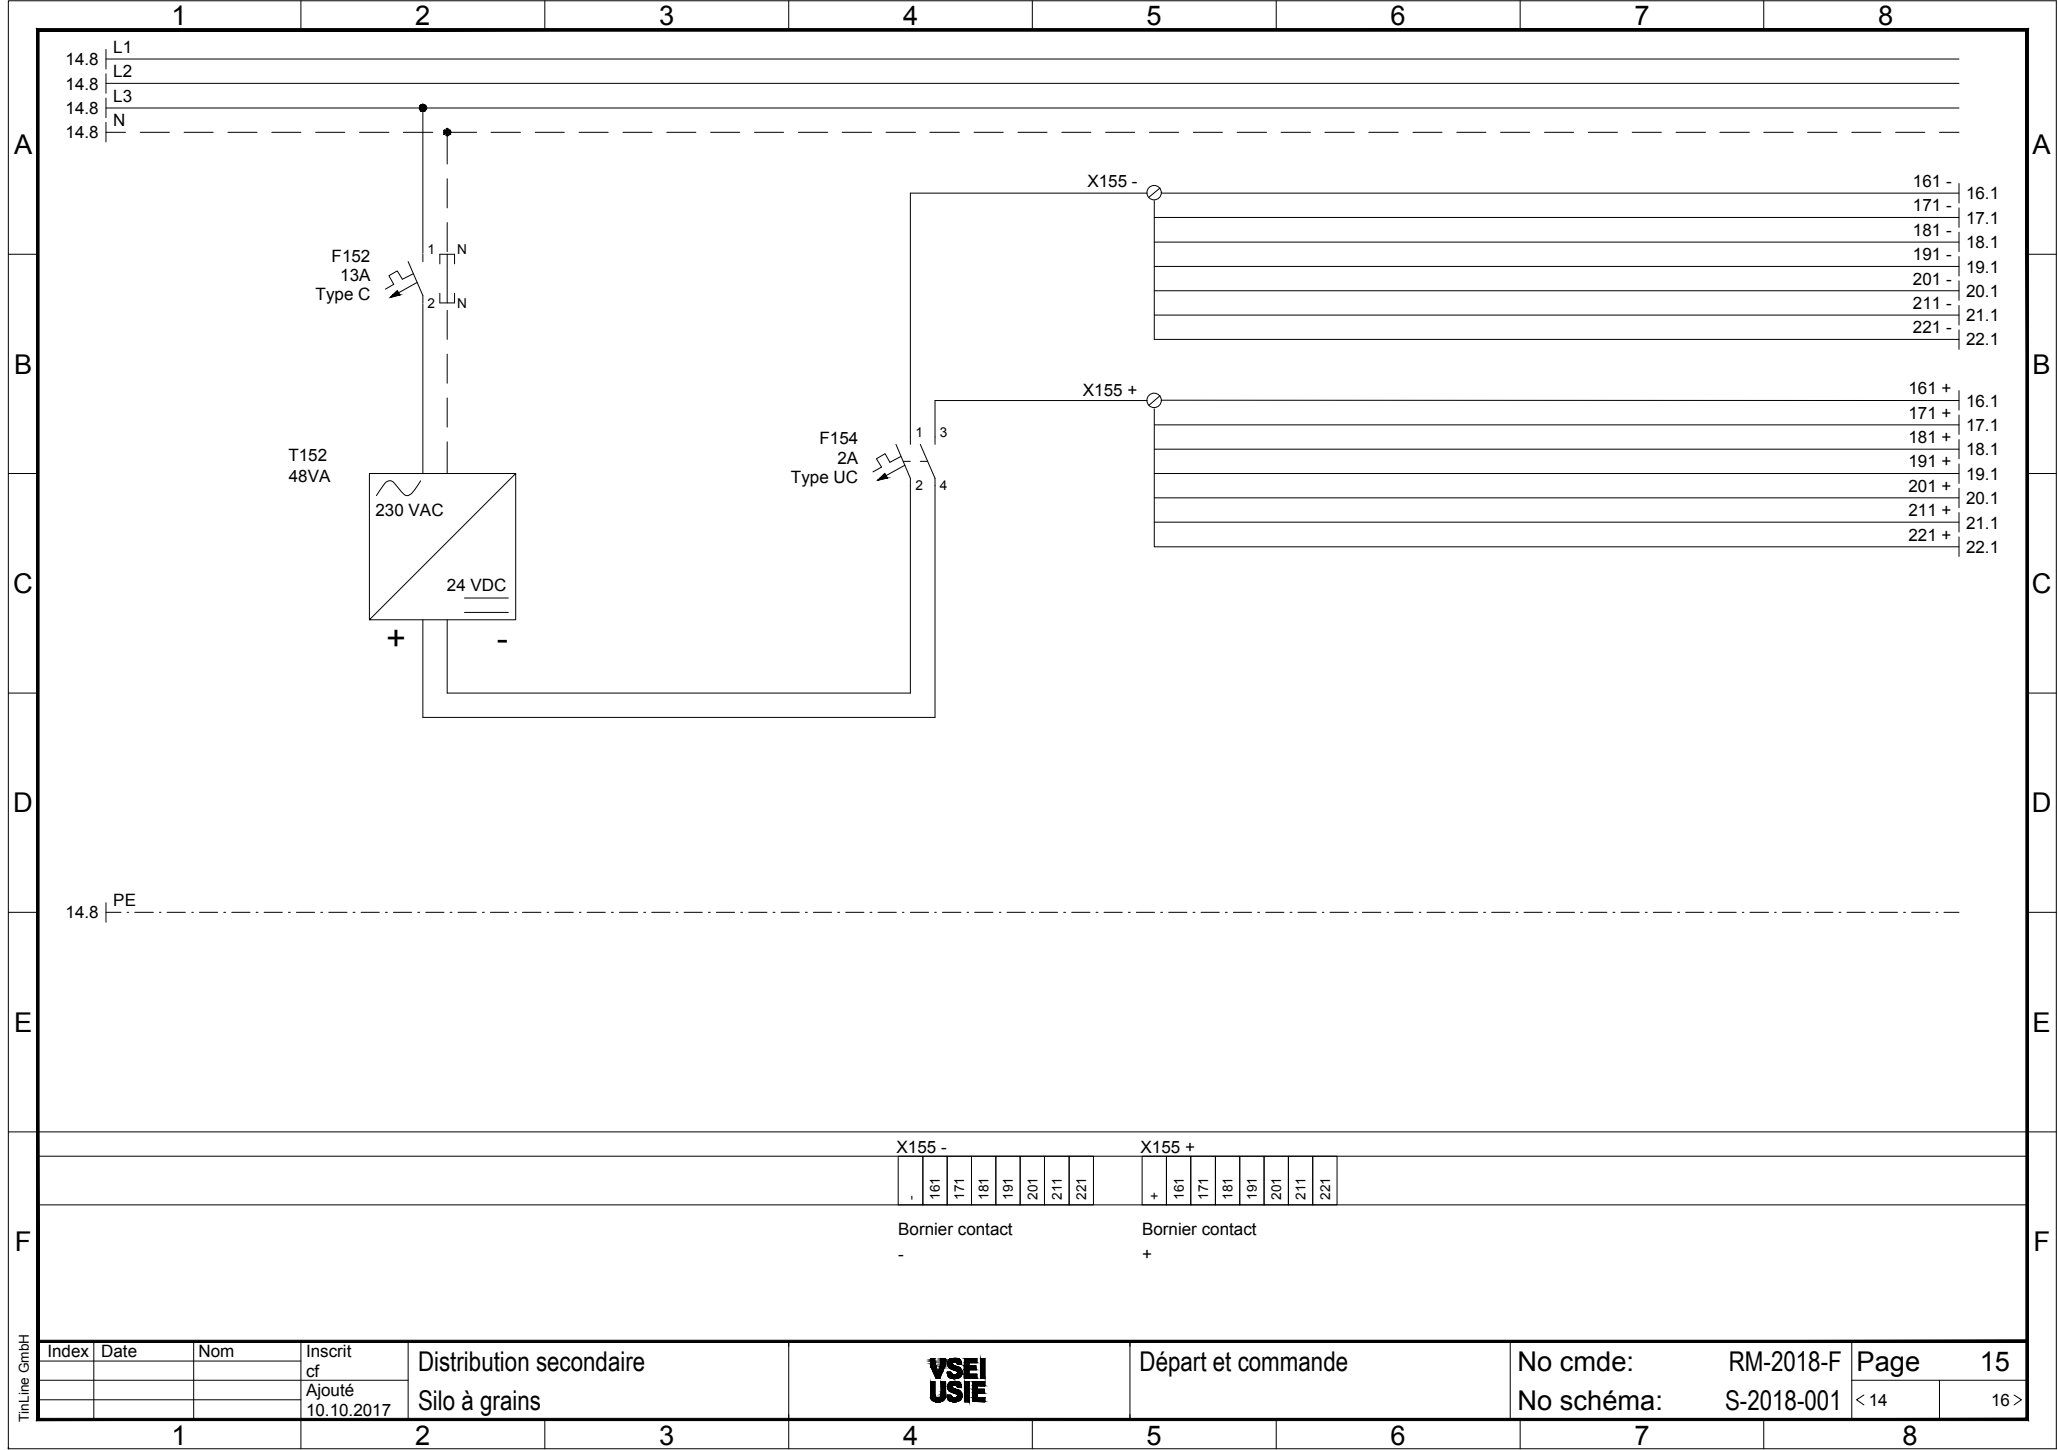 1 2 3 4 5 6 7 8
14.8 L1
14.8 L2
14.8 L3
14.8 N
A A
X155 - 161 - 16.1
171 - 17.1
181 - 18.1
191 - 19.1
201 - 20.1
211 - 21.1
221 - 22.1
F152 1 N
13A
Type C 2 N
B B
X155 + 161 + 16.1
171 + 17.1
181 + 18.1
191 + 19.1
201 + 20.1
211 + 21.1
221 + 22.1
F154 1 3
2A
Type UC 2 4
T152
48VA
230 VAC
24 VDC
+ -
C C
D D
14.8 PE
E E
X155 - X155 +
- 161 171 181 191 201 211 221 + 161 171 181 191 201 211 221
Bornier contact Bornier contact
- +
F F
TinLine GmbH
Index Date Nom Inscrit
cf
Ajouté
10.10.2017
Distribution secondaire
Silo à grains
VSEI
USIE
Départ et commande
No cmde: RM-2018-F
No schéma: S-2018-001
Page 15
< 14 16 >
1 2 3 4 5 6 7 8